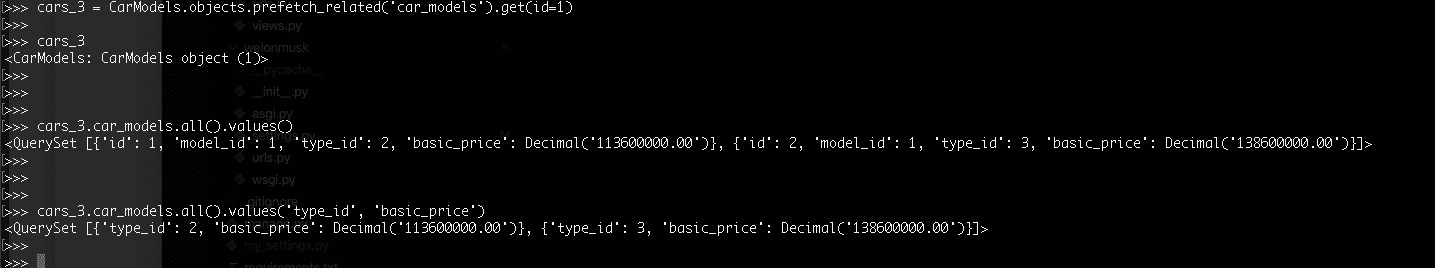 >>> cars_3 = CarModels.objects.prefetch_related('car_models').get(id=1)
>>>
views.py
>>> cars_3
welonmusk
<CarModels: CarModels object (1)>
>>>
__pycache__
>>>
__init__.py
>>>
asgi.py
>>> cars_3.car_models.all().values()
<QuerySet [{'id': 1, 'model_id': 1, 'type_id': 2, 'basic_price': Decimal('113600000.00')}, {'id': 2, 'model_id': 1, 'type_id': 3, 'basic_price': Decimal('138600000.00')}]>
>>>
urls.py
>>>
wsgi.py
>>>
.gitignore
>>> cars_3.car_models.all().values('type_id', 'basic_price')
<QuerySet [{'type_id': 2, 'basic_price': Decimal('113600000.00')}, {'type_id': 3, 'basic_price': Decimal('138600000.00')}]>
>>>
my_settings.py
>>>
requirements.txt